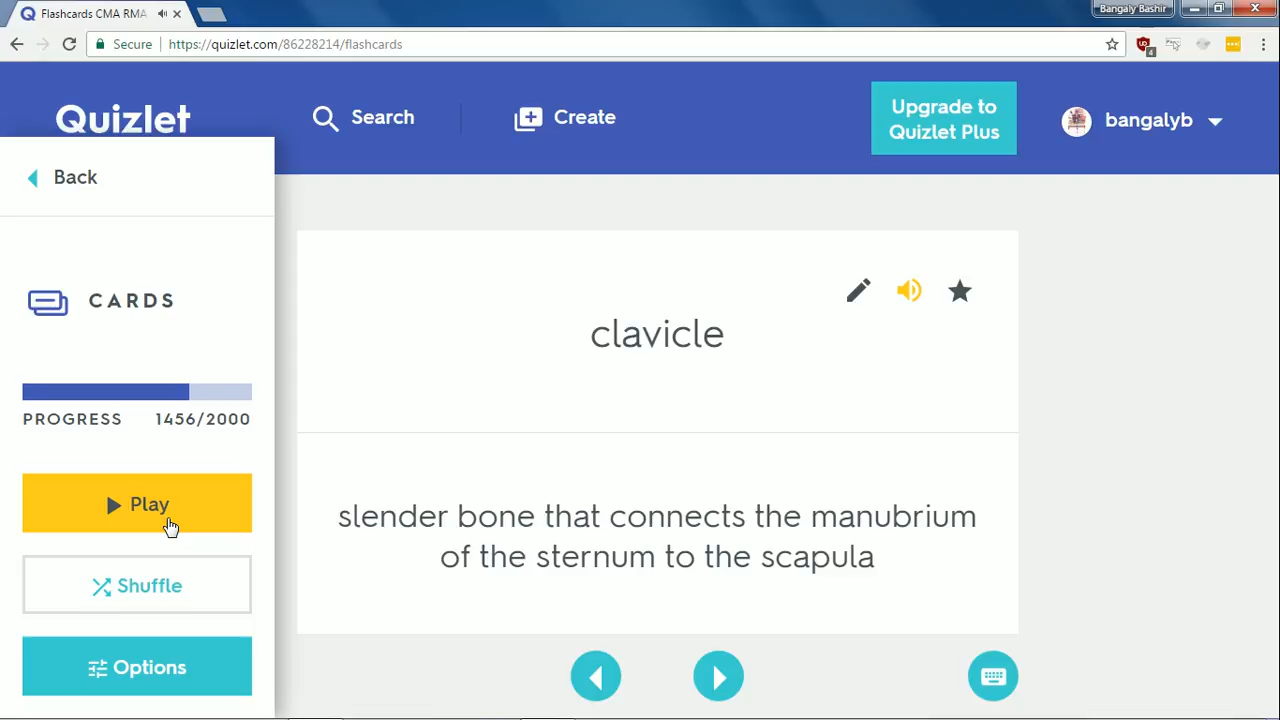 Flashcards CMA RMA
Bangaly Bashir
Secure
https://quizlet.com/86228214/flashcards
4
Quizlet
Search
Create
Upgrade to
Quizlet Plus
bangalyb
Back
CARDS
PROGRESS 1456/2000
Play
Shuffle
Options
clavicle
slender bone that connects the manubrium
of the sternum to the scapula